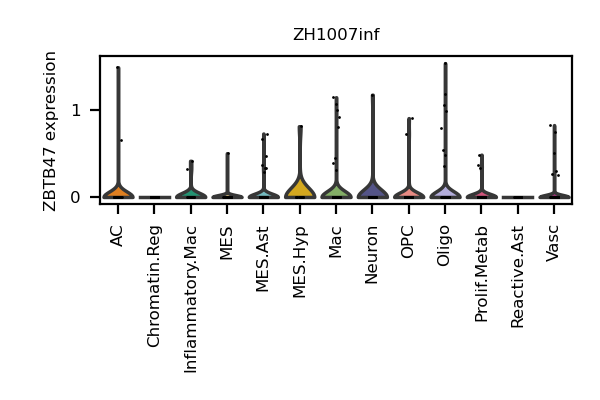 ZH1007inf
ZBTB47 expression
1
0
AC
Chromatin.Reg
Inflammatory.Mac
MES
MES.Ast
MES.Hyp
Mac
Neuron
OPC
Oligo
Prolif.Metab
Reactive.Ast
Vasc